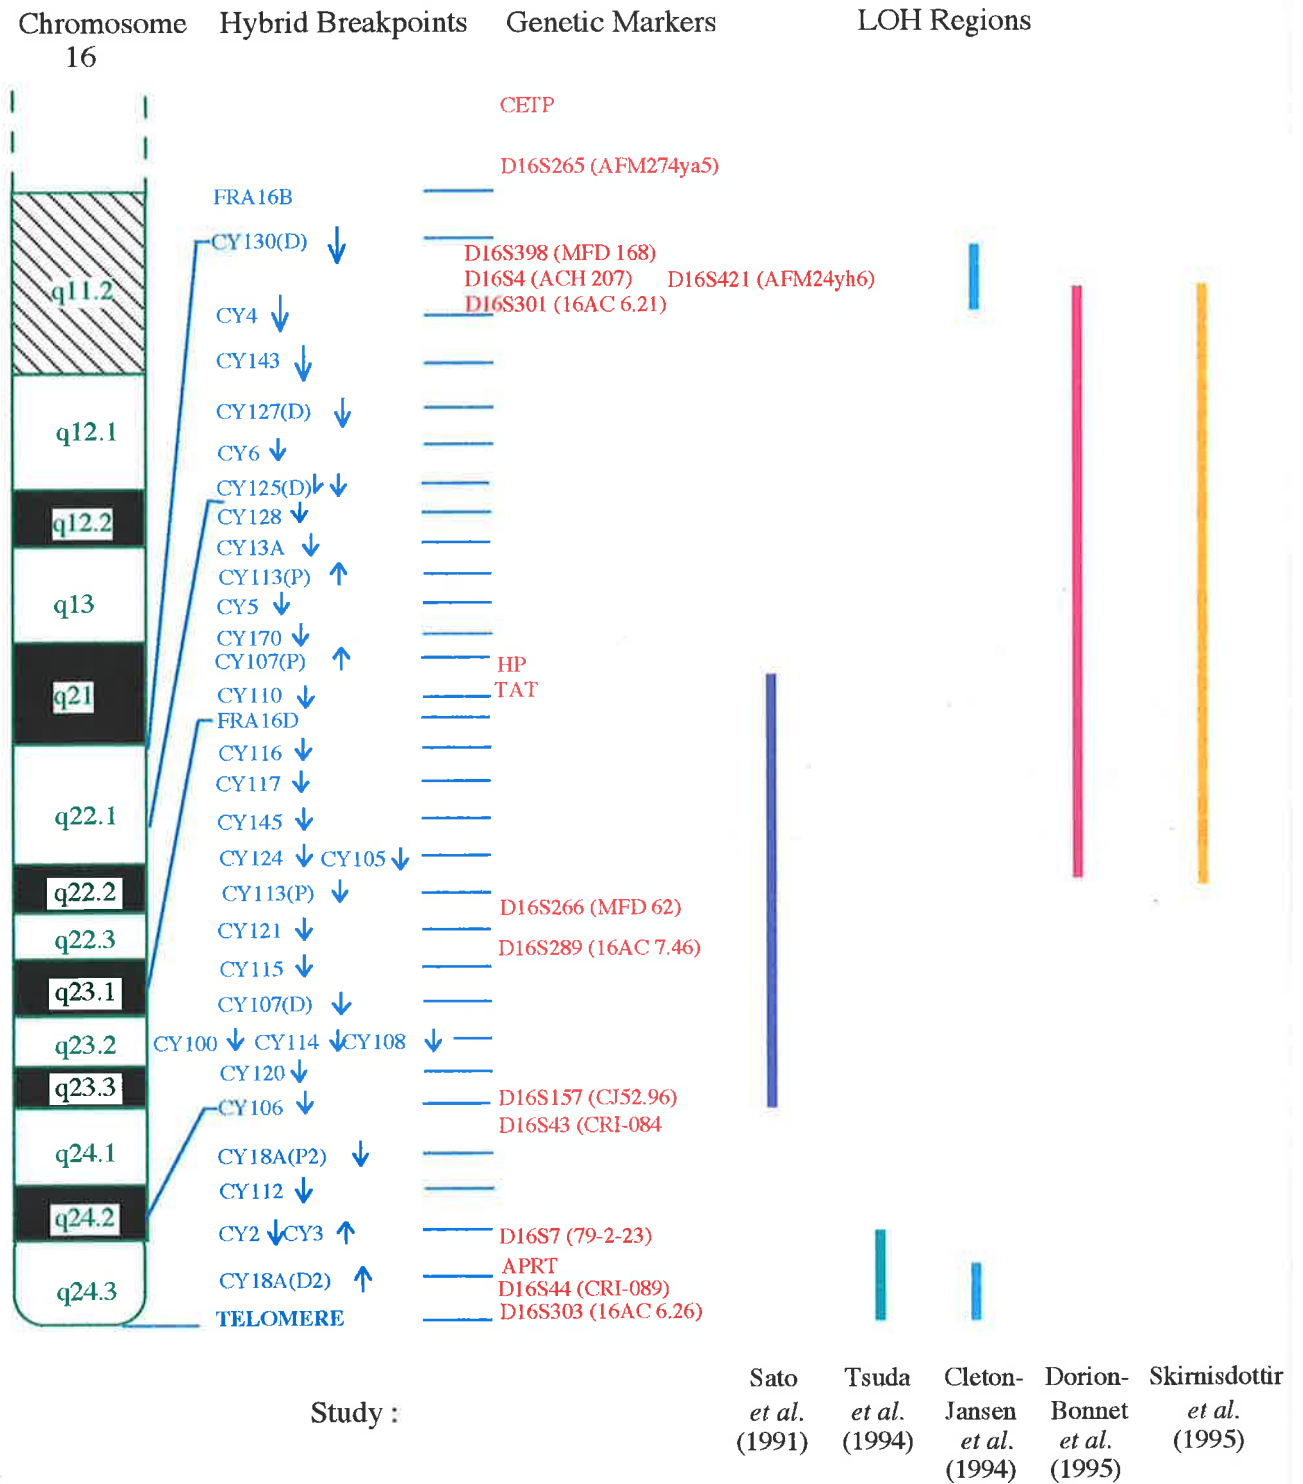 Chromosome 16
Hybrid Breakpoints
Genetic Markers
LOH Regions
q11.2
q12.1
q12.2
q13
q21
q22.1
q22.2
q22.3
q23.1
q23.2
q23.3
q24.1
q24.2
q24.3
FRA16B
CY130(D)
CY4
CY143
CY127(D)
CY6
CY125(D)
CY128
CY13A
CY113(P)
CY5
CY170
CY107(P)
CY110
FRA16D
CY116
CY117
CY145
CY124 CY105
CY113(P)
CY121
CY115
CY107(D)
CY100 CY114 CY108
CY120
CY106
CY18A(P2)
CY112
CY2 CY3
CY18A(D2)
TELOMERE
CETP
D16S265 (AFM274ya5)
D16S398 (MFD 168)
D16S4 (ACH 207) D16S421 (AFM24yh6)
D16S301 (16AC 6.21)
HP
TAT
D16S266 (MFD 62)
D16S289 (16AC 7.46)
D16S157 (CJ52.96)
D16S43 (CRI-084
D16S7 (79-2-23)
APRT
D16S44 (CRI-089)
D16S303 (16AC 6.26)
Study :
Sato
et al.
(1991)
Tsuda
et al.
(1994)
Cleton-
Jansen
et al.
(1994)
Dorion-
Bonnet
et al.
(1995)
Skirnisdottir
et al.
(1995)